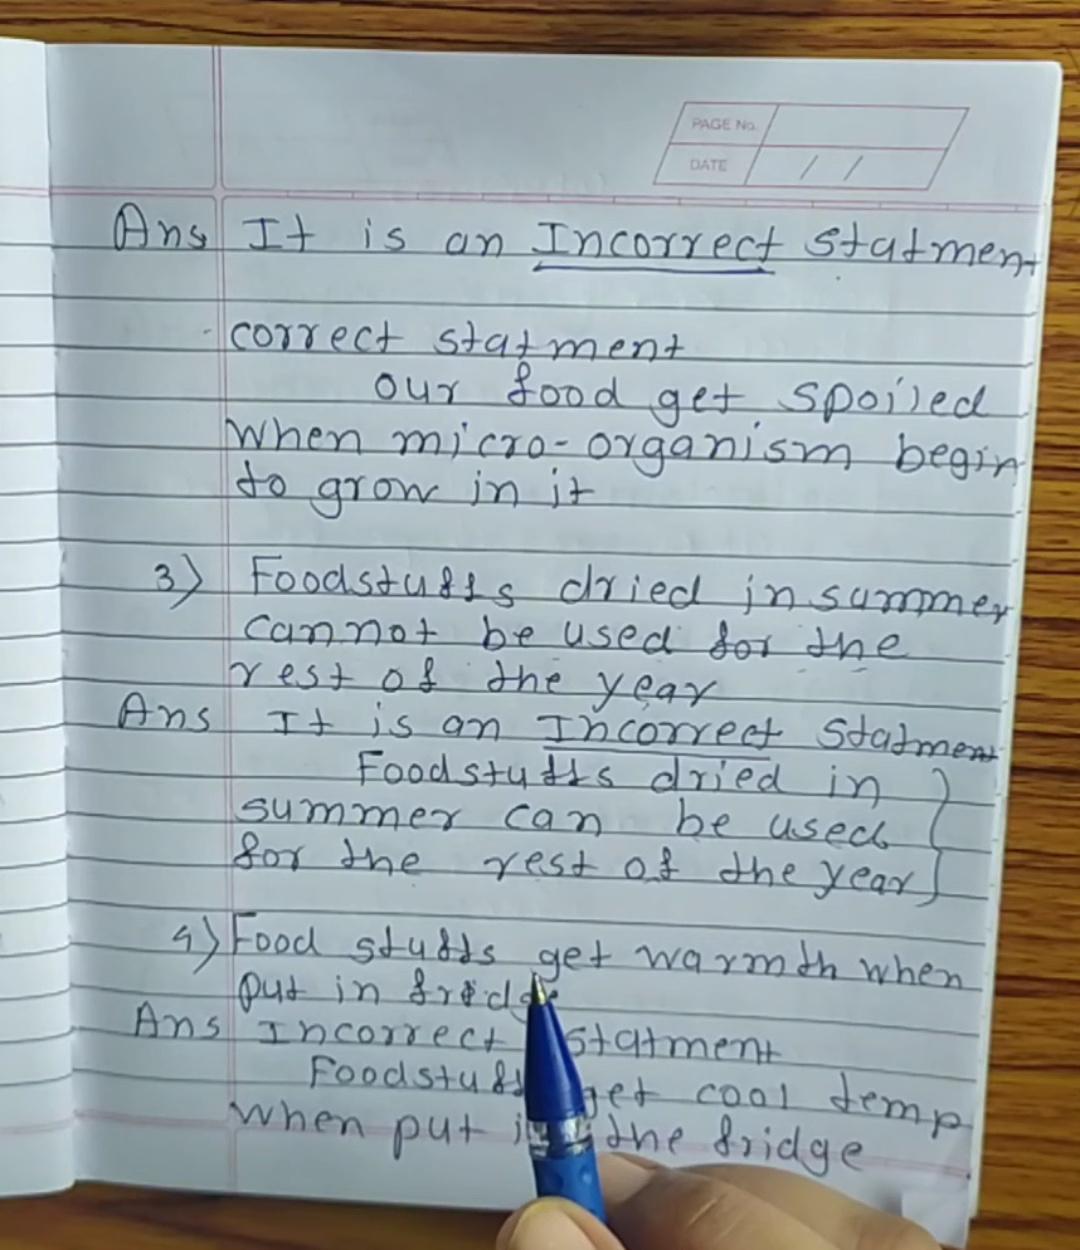 PAGE No.
DATE / /
Ans It is an Incorrect statment
correct statment
our food get spoiled
when micro-organism begin
to grow in it
3) Foodstuffs dried in summer
cannot be used for the
rest of the year
Ans It is an Incorrect statment
Foodstuffs dried in
summer can be used
for the rest of the year
4) Food stuffs get warmth when
put in fridge
Ans Incorrect statment
Foodstuffs get cool temp
when put in the fridge